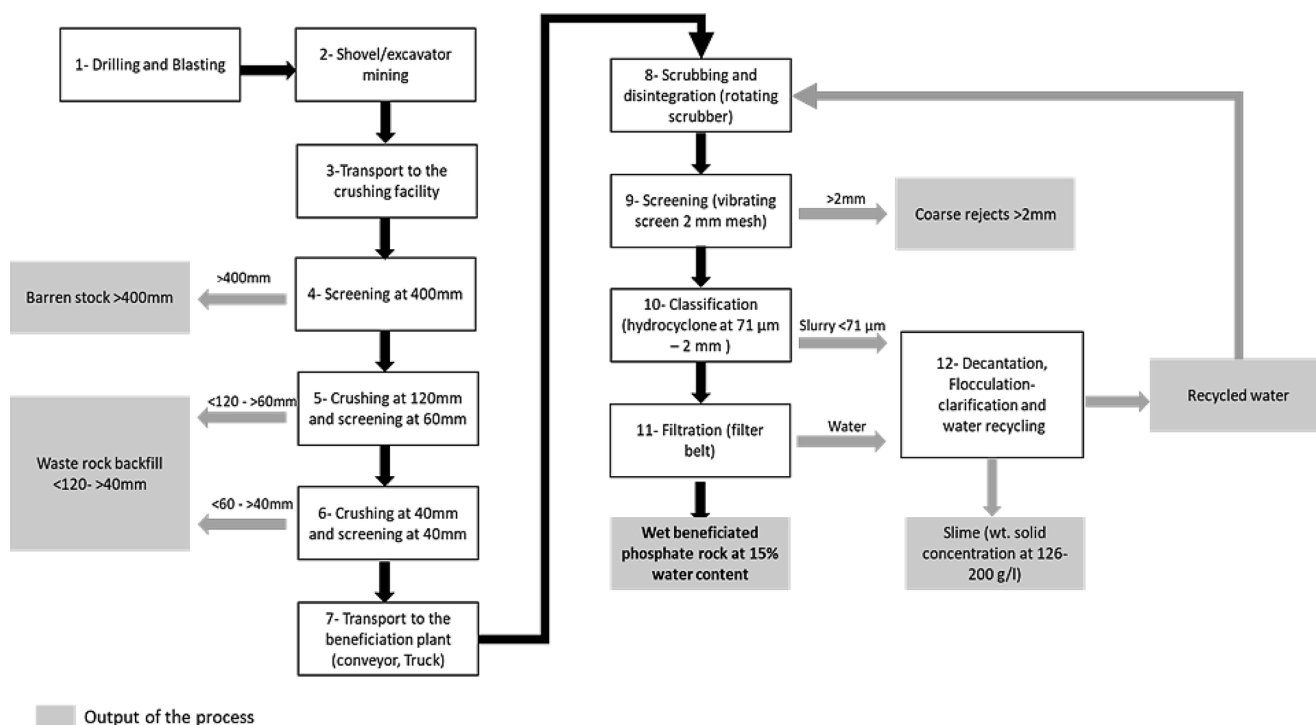 1- Drilling and Blasting
2- Shovel/excavator
mining
3-Transport to the
crushing facility
>400mm
Barren stock >400mm
4- Screening at 400mm
<120 - >60mm
5- Crushing at 120mm
and screening at 60mm
Waste rock backfill
<120- >40mm
<60 - >40mm
6- Crushing at 40mm
and screening at 40mm
7- Transport to the
beneficiation plant
(conveyor, Truck)
8- Scrubbing and
disintegration (rotating
scrubber)
9- Screening (vibrating
screen 2 mm mesh)
>2mm
Coarse rejects >2mm
10- Classification
(hydrocyclone at 71 µm
– 2 mm )
Slurry <71 µm
12- Decantation,
Flocculation-
clarification and
water recycling
Recycled water
11- Filtration (filter
belt)
Water
Wet beneficiated
phosphate rock at 15%
water content
Slime (wt. solid
concentration at 126-
200 g/l)
Output of the process